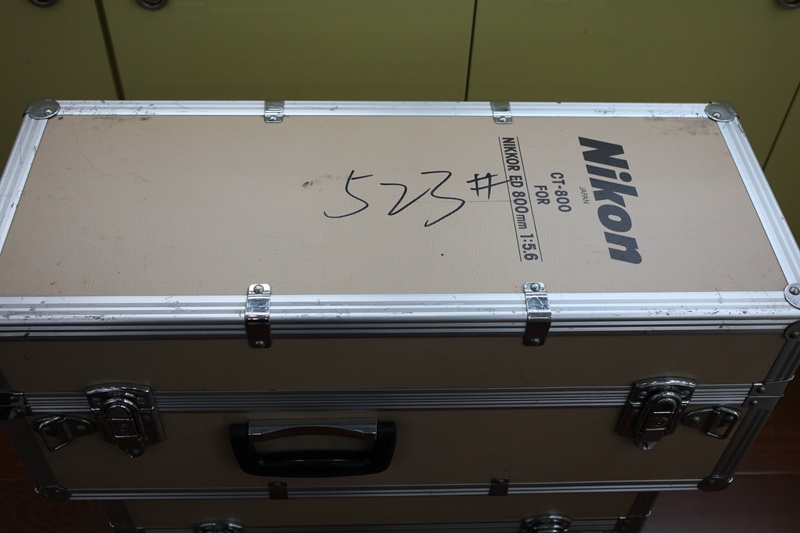 Nikon
JAPAN
CT-800
FOR
NIKKOR ED 800mm 1:5.6
523#